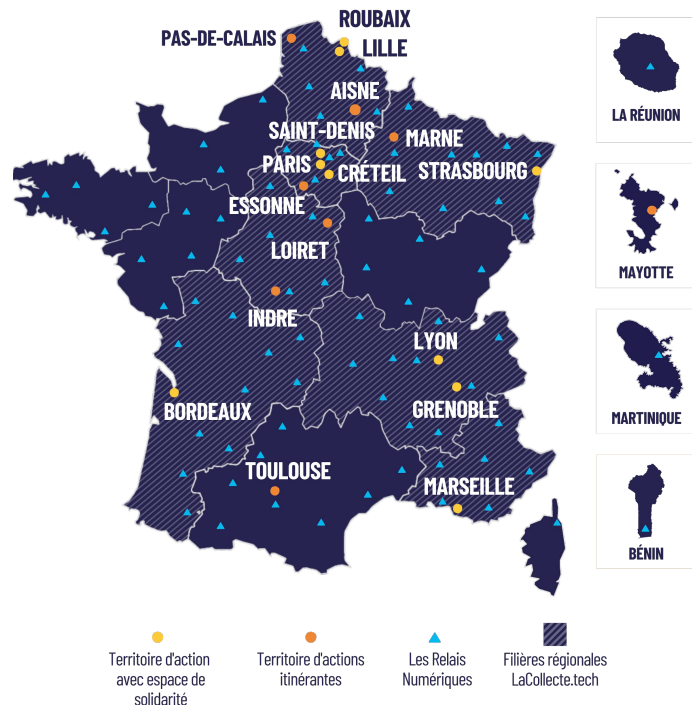 ROUBAIX
PAS-DE-CALAIS
LILLE
AISNE
SAINT-DENIS
MARNE
PARIS
CRÉTEIL
STRASBOURG
ESSONNE
LOIRET
INDRE
LYON
BORDEAUX
GRENOBLE
TOULOUSE
MARSEILLE
LA RÉUNION
MAYOTTE
MARTINIQUE
BÉNIN
Territoire d'action
avec espace de
solidarité
Territoire d'actions
itinérantes
Les Relais
Numériques
Filières régionales
LaCollecte.tech